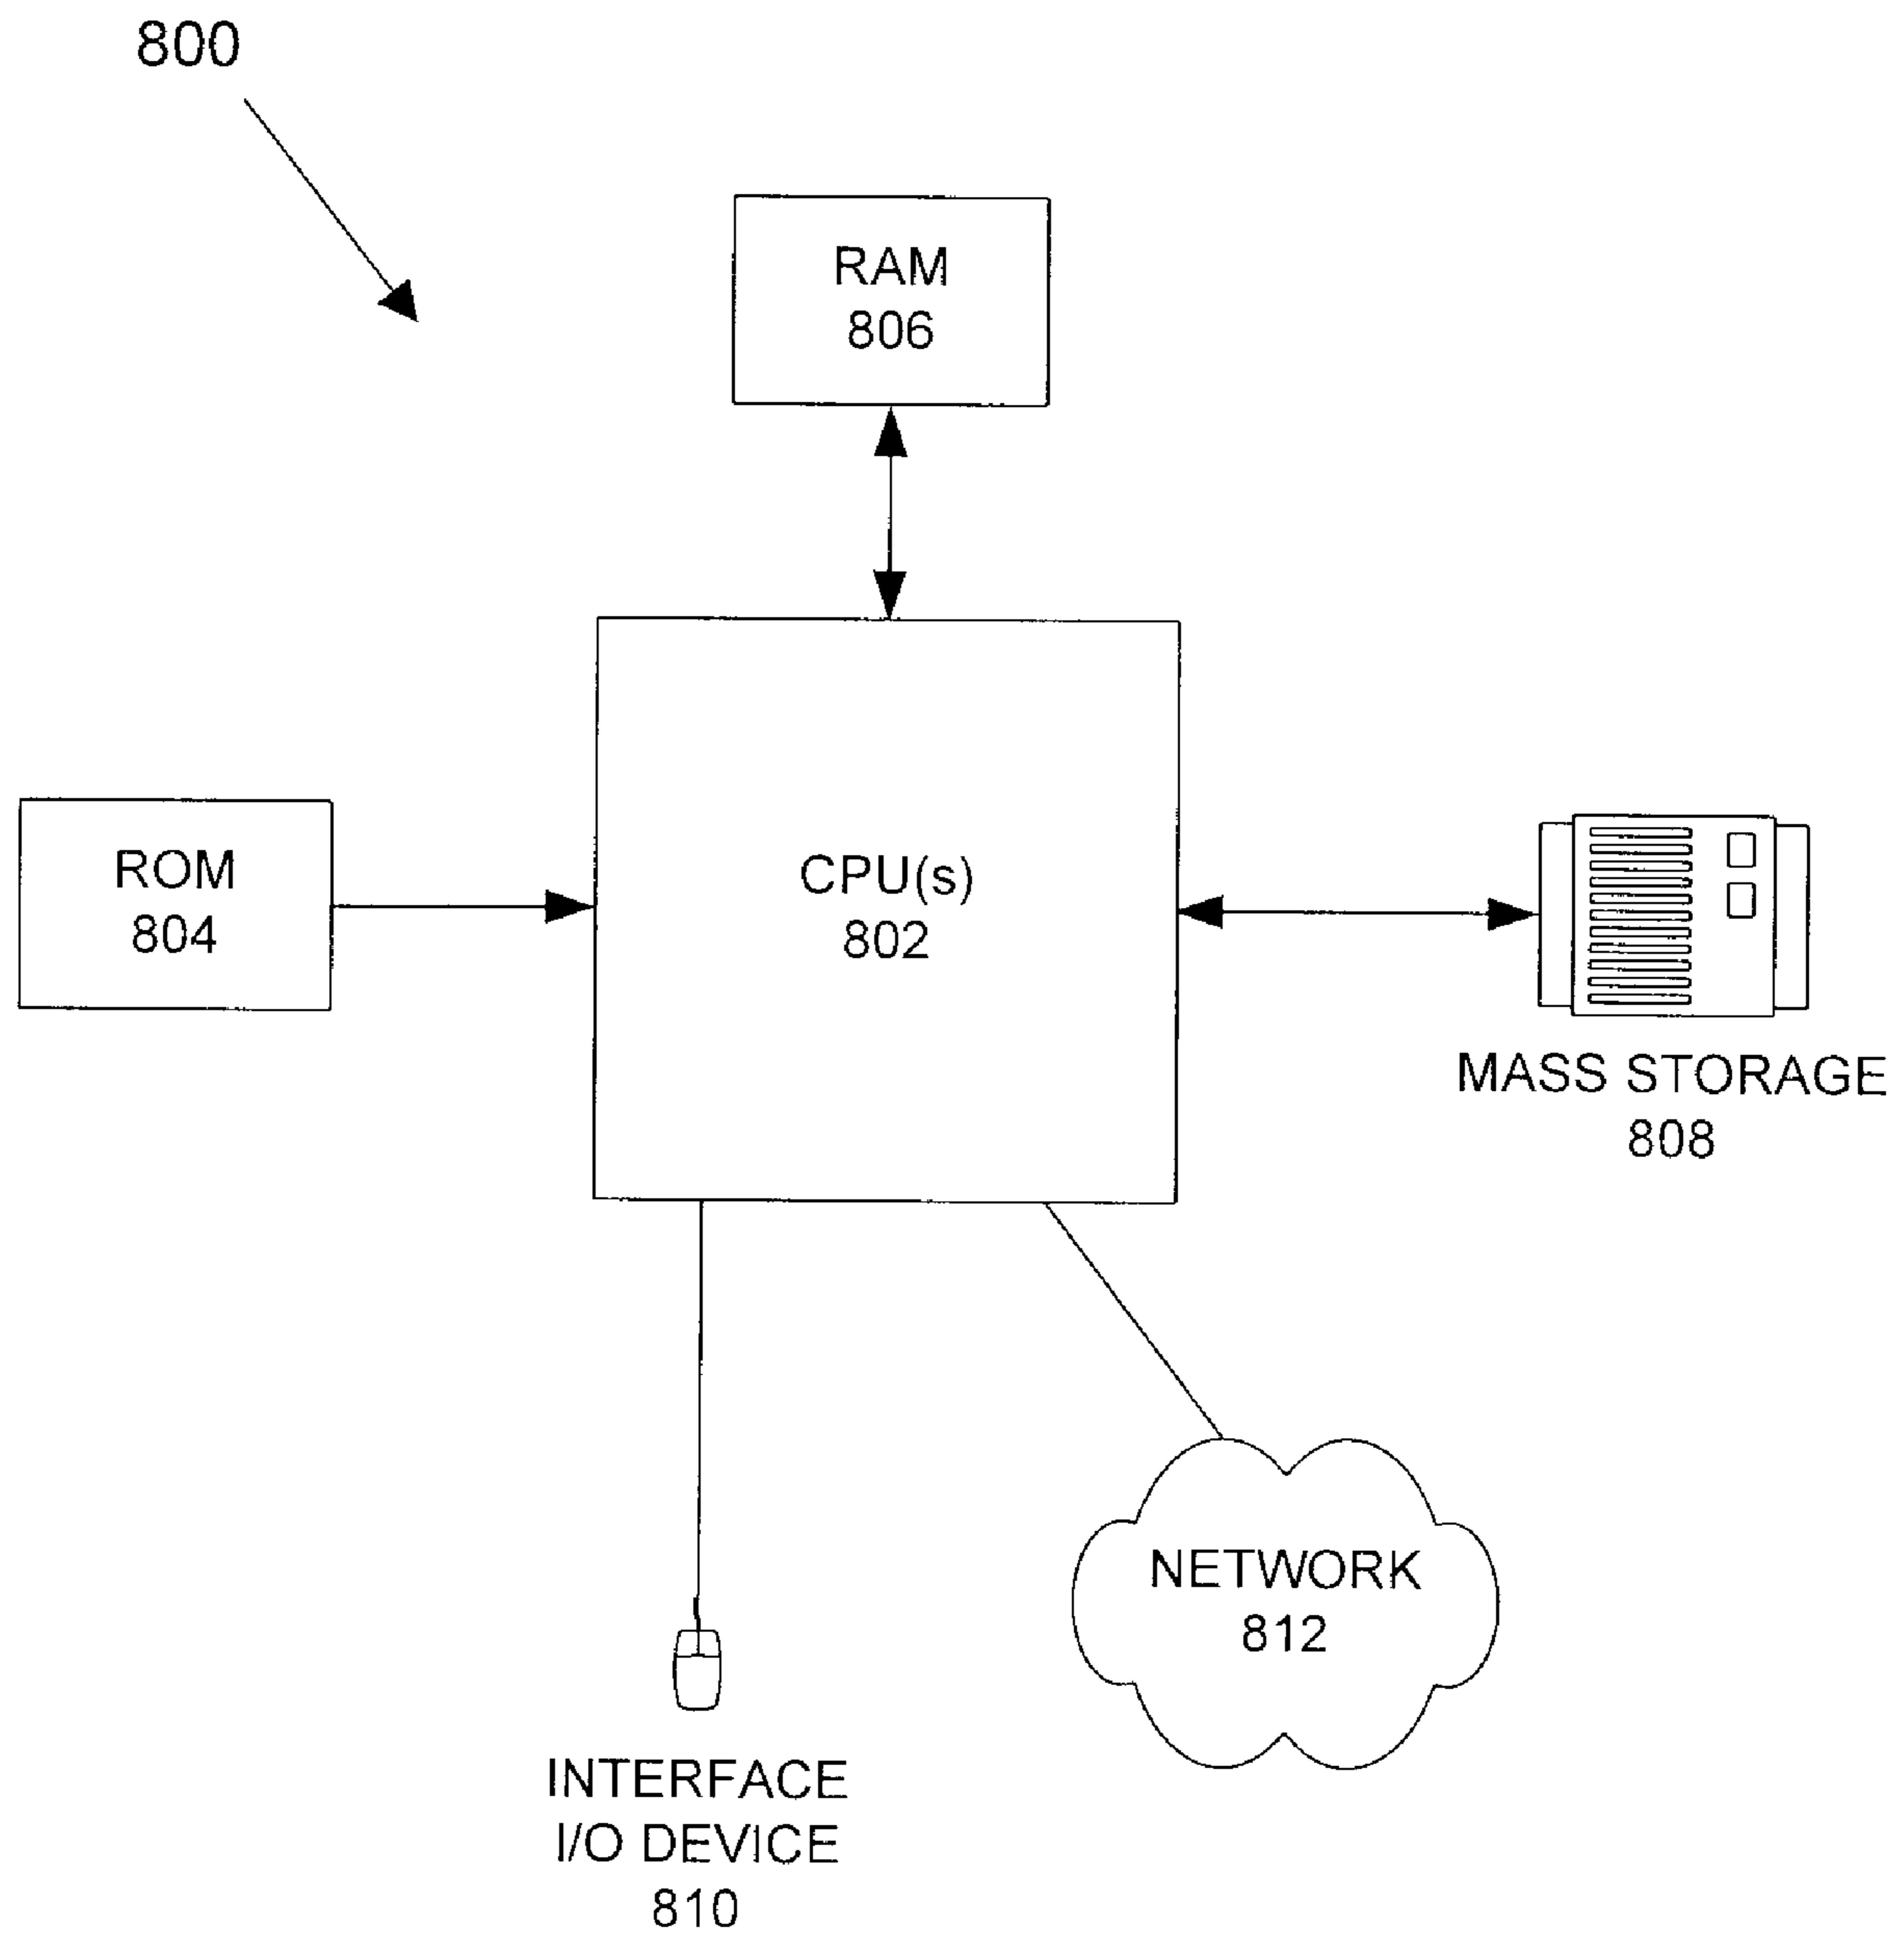 800
RAM
806
ROM
804
CPU(s)
802
MASS STORAGE
808
NETWORK
812
INTERFACE
I/O DEVICE
810